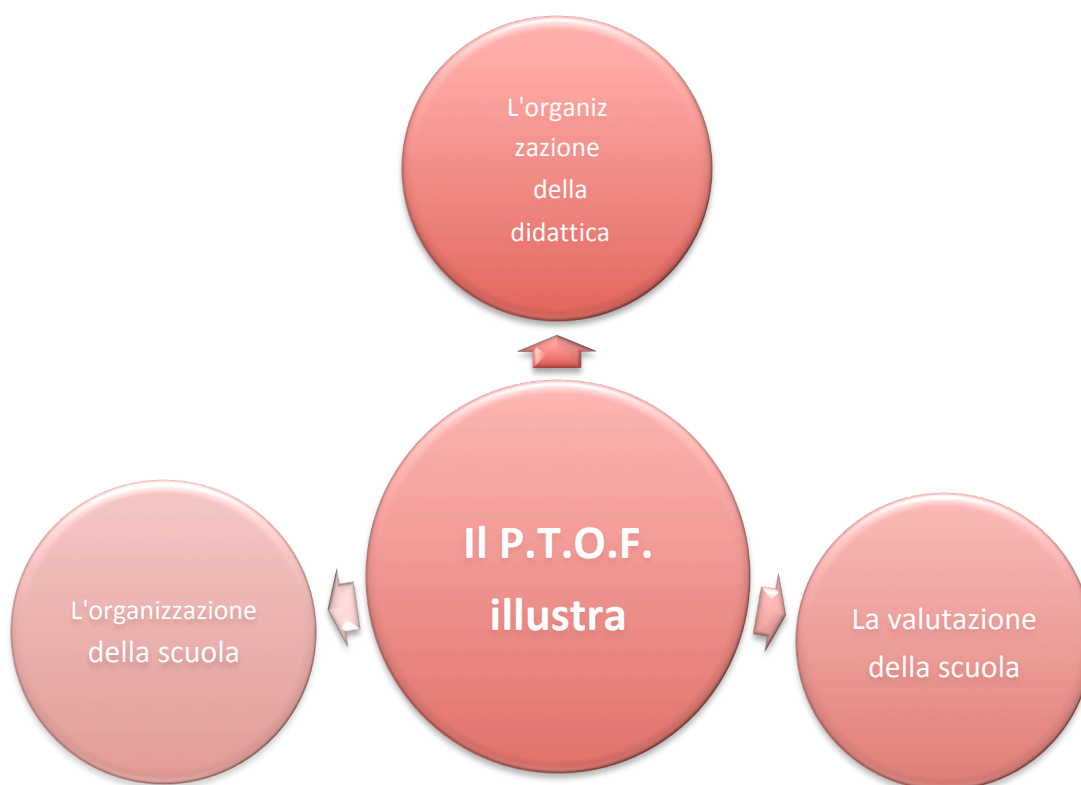 L'organiz
zazione
della
didattica
Il P.T.O.F.
illustra
L'organizzazione
della scuola
La valutazione
della scuola